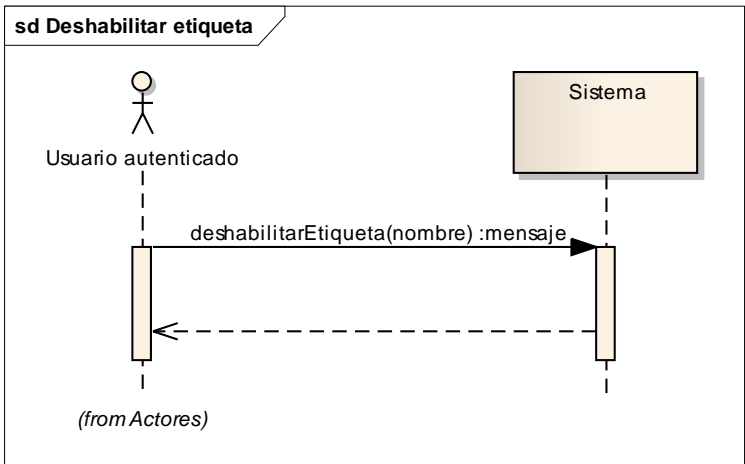 sd Deshabilitar etiqueta
Usuario autenticado
Sistema
deshabilitarEtiqueta(nombre) :mensaje
(from Actores)